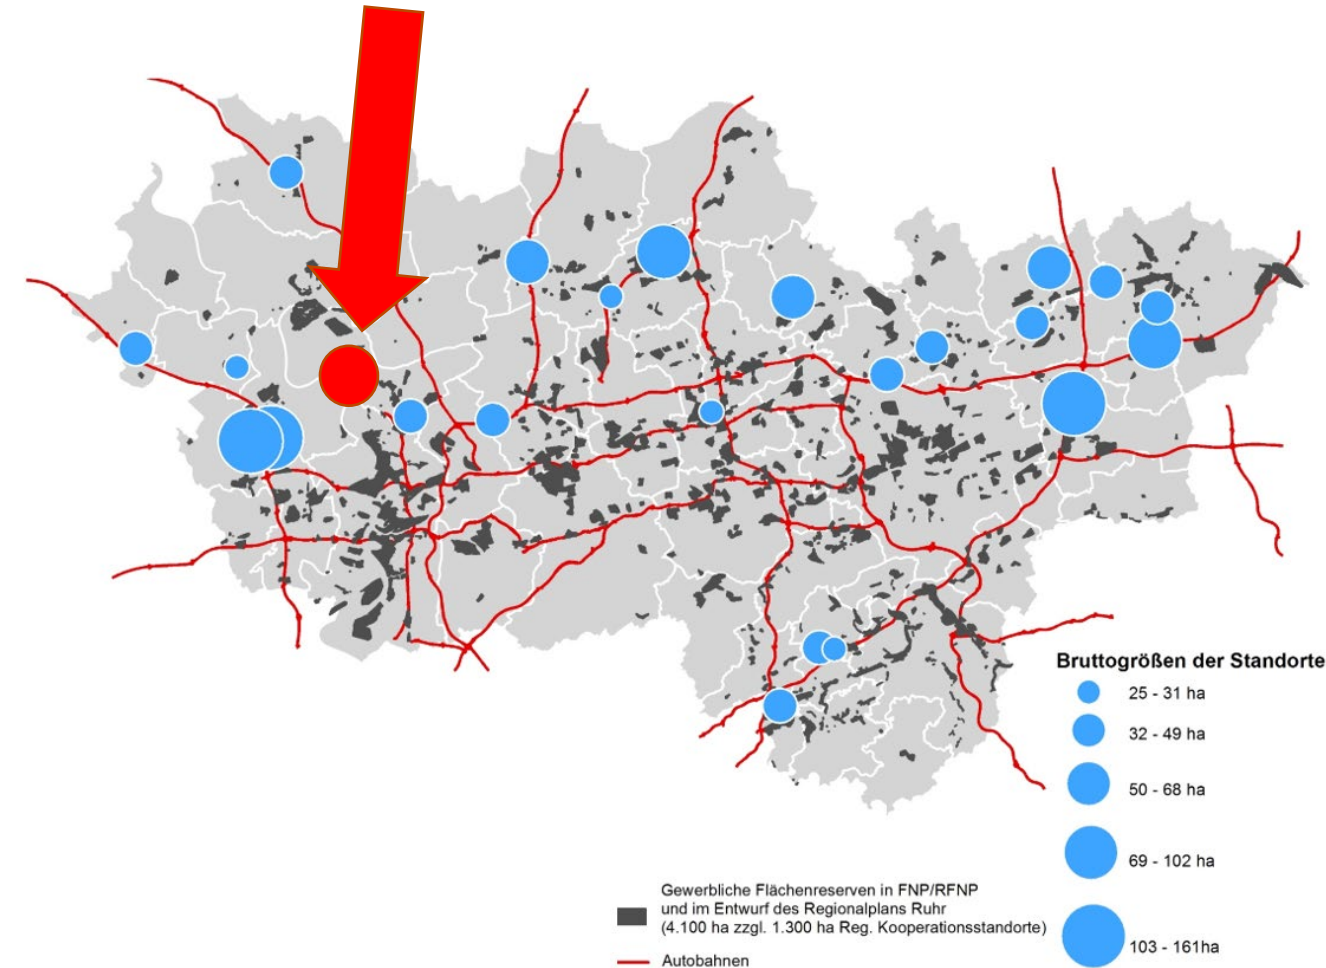 Bruttogrößen der Standorte
25 - 31 ha
32 - 49 ha
50 - 68 ha
69 - 102 ha
103 - 161ha
Gewerbliche Flächenreserven in FNP/RFNP
und im Entwurf des Regionalplans Ruhr
(4.100 ha zzgl. 1.300 ha Reg. Kooperationsstandorte)
Autobahnen